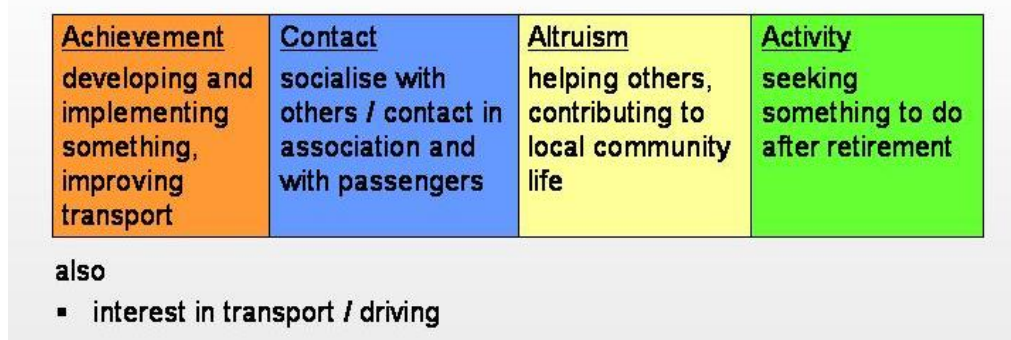 Achievement
developing and
implementing
something,
improving
transport
Contact
socialise with
others / contact in
association and
with passengers
Altruism
helping others,
contributing to
local community
life
Activity
seeking
something to do
after retirement
also
▪ interest in transport / driving